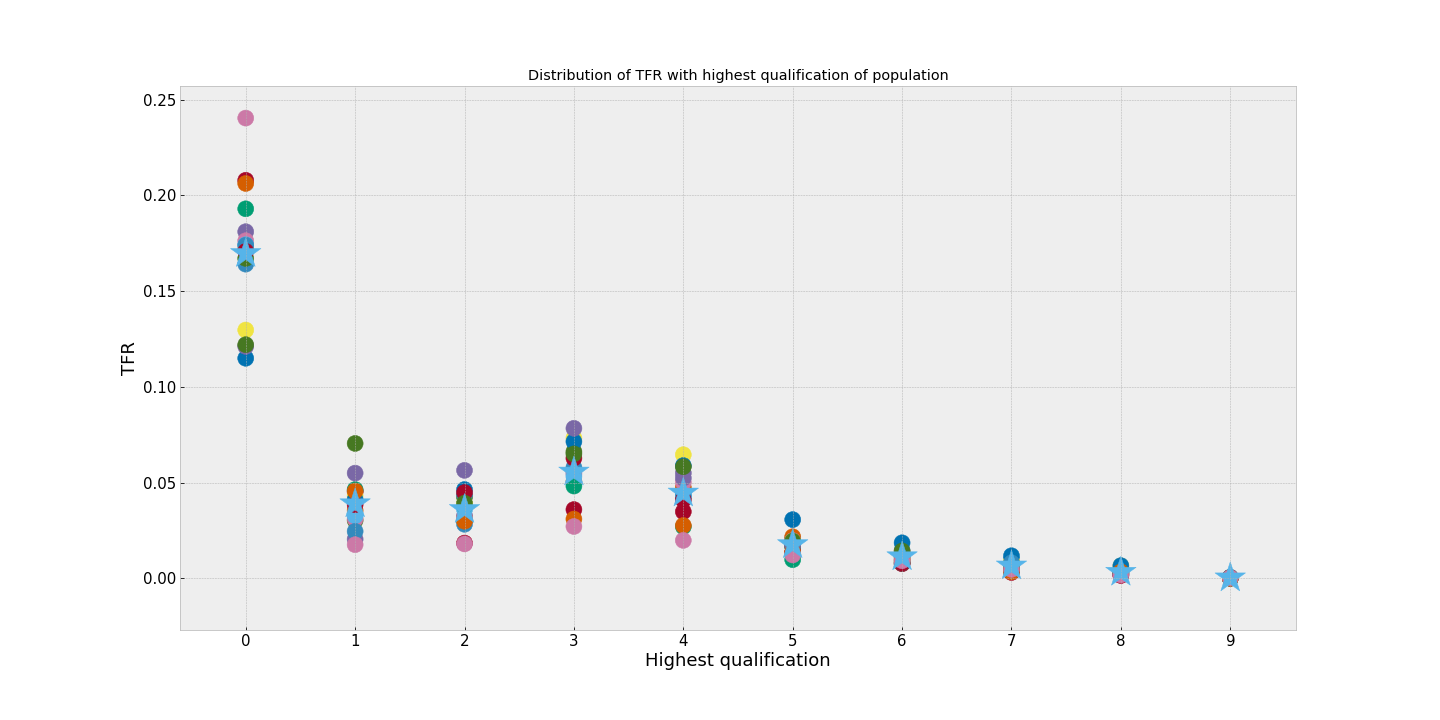 Distribution of TFR with highest qualification of population
0.25
0.20
0.15
0.10
0.05
0.00
TFR
0 1 2 3 4 5 6 7 8 9
Highest qualification